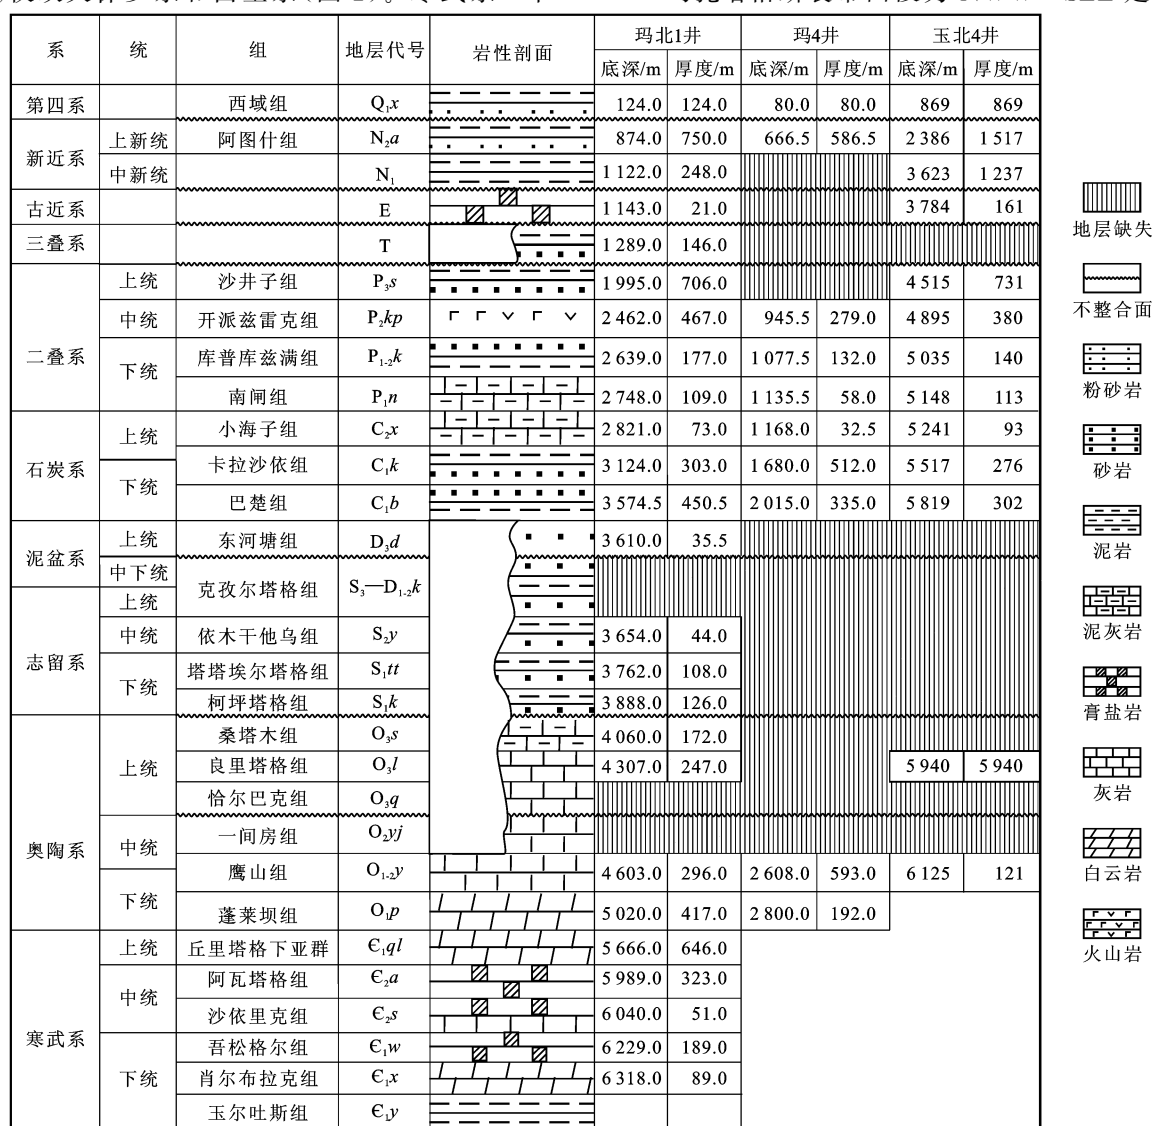 系 统 组 地层代号 岩性剖面 玛北1井 玛4井 玉北4井
底深/m 厚度/m 底深/m 厚度/m 底深/m 厚度/m
第四系 西域组 Q₁x 124.0 124.0 80.0 80.0 869 869
新近系 上新统 阿图什组 N₂a 874.0 750.0 666.5 586.5 2 386 1 517
中新统 N₁ 1 122.0 248.0 3 623 1 237
古近系 E 1 143.0 21.0 3 784 161
三叠系 T 1 289.0 146.0
二叠系 上统 沙井子组 P₃s 1 995.0 706.0 4 515 731
中统 开派兹雷克组 P₂kp 2 462.0 467.0 945.5 279.0 4 895 380
下统 库普库兹满组 P₁₋₂k 2 639.0 177.0 1 077.5 132.0 5 035 140
南闸组 P₁n 2 748.0 109.0 1 135.5 58.0 5 148 113
石炭系 上统 小海子组 C₂x 2 821.0 73.0 1 168.0 32.5 5 241 93
下统 卡拉沙依组 C₁k 3 124.0 303.0 1 680.0 512.0 5 517 276
巴楚组 C₁b 3 574.5 450.5 2 015.0 335.0 5 819 302
泥盆系 上统 东河塘组 D₃d 3 610.0 35.5
中下统 克孜尔塔格组 S₃—D₁₋₂k
志留系 上统
中统 依木干他乌组 S₂y 3 654.0 44.0
下统 塔塔埃尔塔格组 S₁tt 3 762.0 108.0
柯坪塔格组 S₁k 3 888.0 126.0
奥陶系 上统 桑塔木组 O₃s 4 060.0 172.0
良里塔格组 O₃l 4 307.0 247.0 5 940 5 940
恰尔巴克组 O₃q
中统 一间房组 O₂yj
鹰山组 O₁₋₂y 4 603.0 296.0 2 608.0 593.0 6 125 121
下统 蓬莱坝组 O₁p 5 020.0 417.0 2 800.0 192.0
寒武系 上统 丘里塔格下亚群 Є₁ql 5 666.0 646.0
中统 阿瓦塔格组 Є₂a 5 989.0 323.0
沙依里克组 Є₂s 6 040.0 51.0
下统 吾松格尔组 Є₁w 6 229.0 189.0
肖尔布拉克组 Є₁x 6 318.0 89.0
玉尔吐斯组 Є₁y
地层缺失
不整合面
粉砂岩
砂岩
泥岩
泥灰岩
膏盐岩
灰岩
白云岩
火山岩